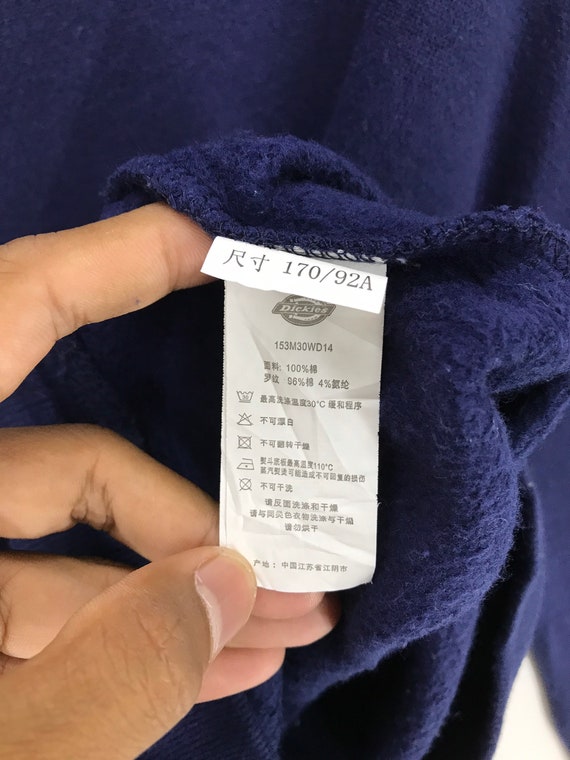 尺寸 170/92A
Dickies
153M30WD14
面料: 100%棉
罗纹: 96%棉 4%氨纶
30
最高洗涤温度30°C 缓和程序
不可漂白
不可翻转干燥
熨斗底板最高温度110°C
蒸汽熨烫可能造成不可回复的损伤
不可干洗
请反面洗涤和干燥
请与同类色衣物洗涤与干燥
请勿烘干
产地: 中国江苏省江阴市